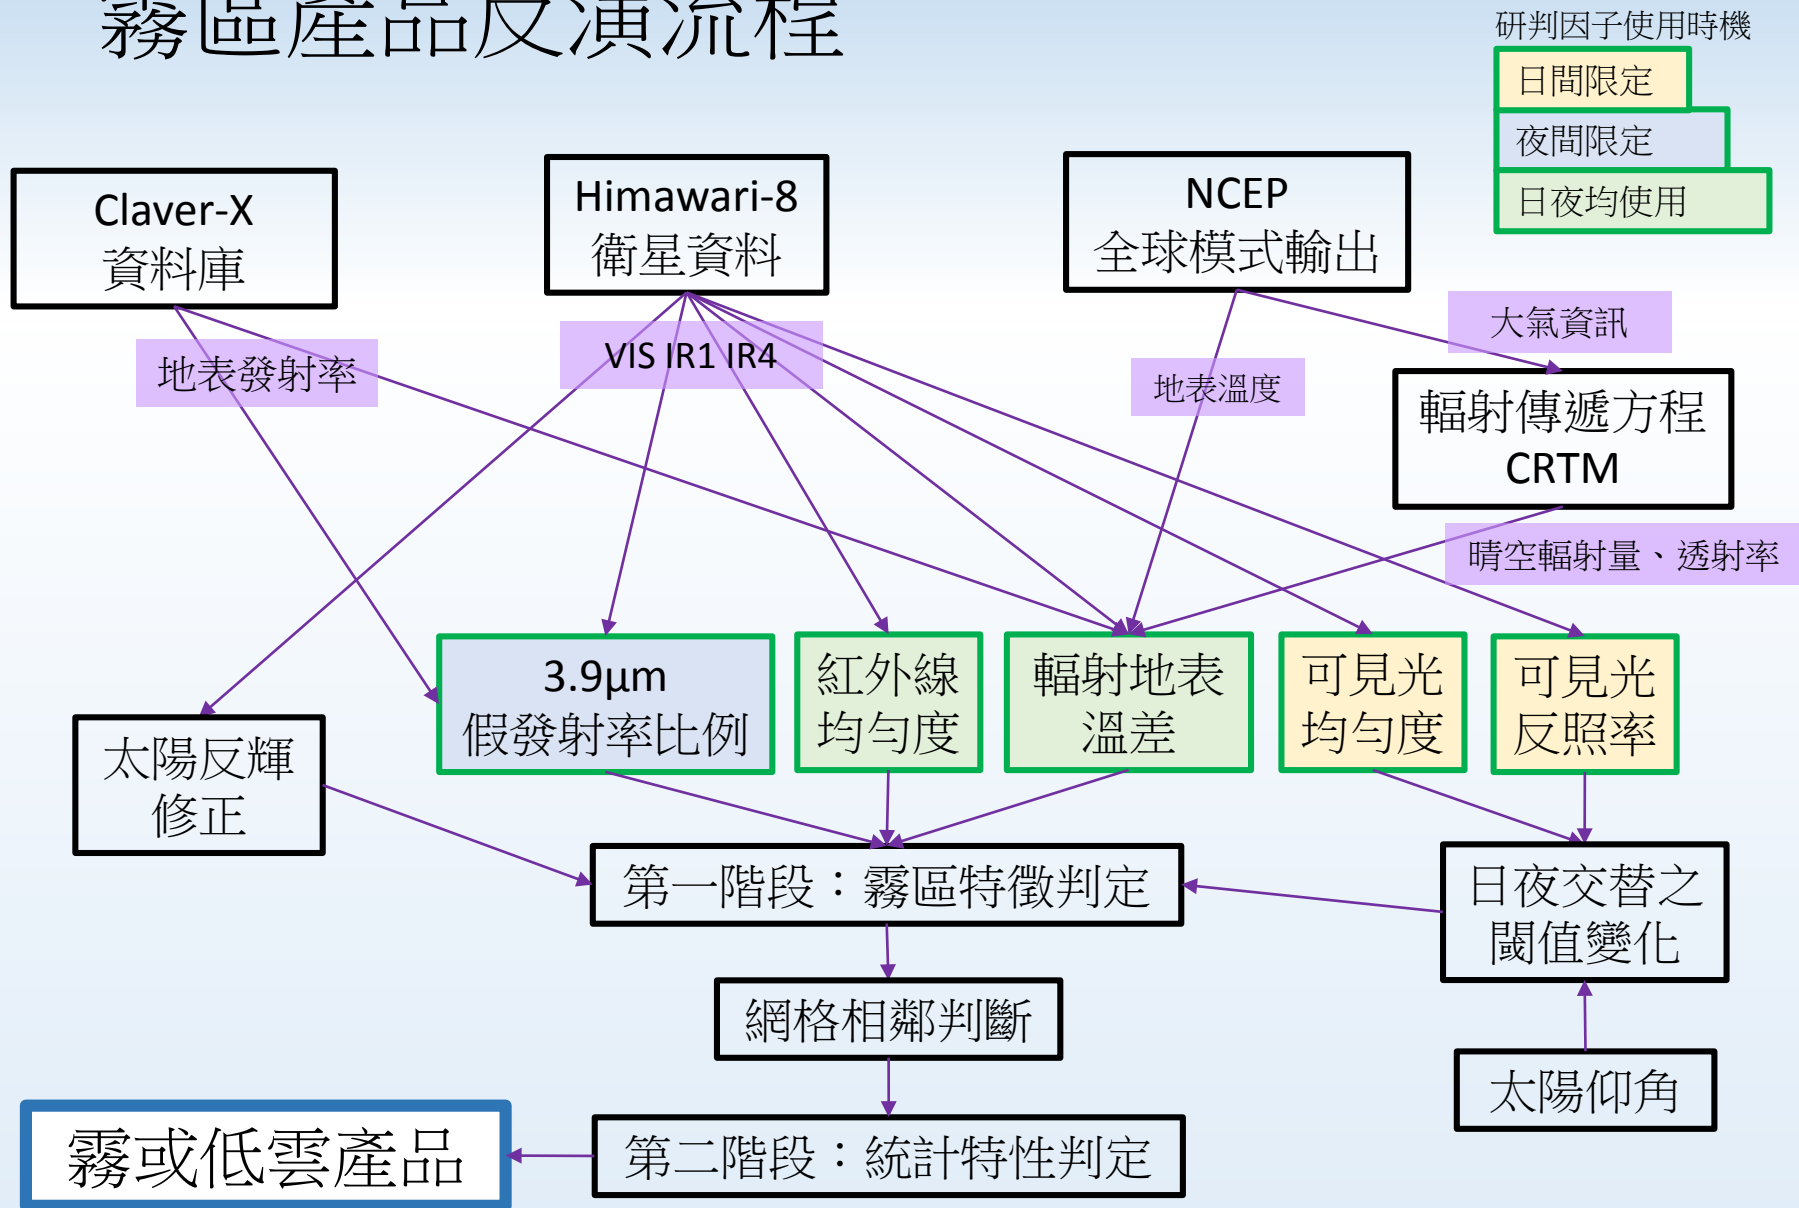 霧區產品反演流程
研判因子使用時機
日間限定
夜間限定
日夜均使用
Claver-X
資料庫
Himawari-8
衛星資料
NCEP
全球模式輸出
大氣資訊
地表發射率
VIS IR1 IR4
地表溫度
輻射傳遞方程
CRTM
晴空輻射量、透射率
3.9μm
假發射率比例
紅外線
均勻度
輻射地表
溫差
可見光
均勻度
可見光
反照率
太陽反輝
修正
第一階段：霧區特徵判定
日夜交替之
閾值變化
網格相鄰判斷
太陽仰角
第二階段：統計特性判定
霧或低雲產品